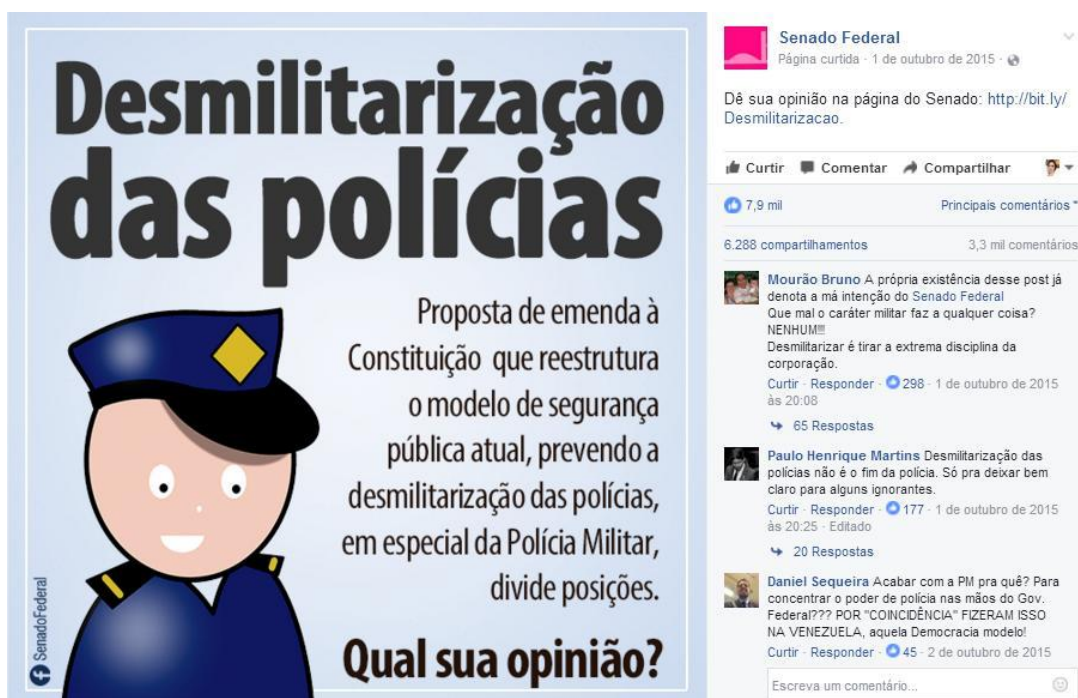 Desmilitarização
das polícias
Proposta de emenda à
Constituição que reestrutura
o modelo de segurança
pública atual, prevendo a
desmilitarização das polícias,
em especial da Polícia Militar,
divide posições.
Qual sua opinião?
SenadoFederal
Senado Federal
Página curtida · 1 de outubro de 2015 ·
Dê sua opinião na página do Senado: http://bit.ly/
Desmilitarizacao.
Curtir Comentar Compartilhar
7,9 mil Principais comentários
6.288 compartilhamentos 3,3 mil comentários
Mourão Bruno A própria existência desse post já
denota a má intenção do Senado Federal
Que mal o caráter militar faz a qualquer coisa?
NENHUM!!!
Desmilitarizar é tirar a extrema disciplina da
corporação.
Curtir · Responder · 298 · 1 de outubro de 2015
às 20:08
65 Respostas
Paulo Henrique Martins Desmilitarização das
polícias não é o fim da polícia. Só pra deixar bem
claro para alguns ignorantes.
Curtir · Responder · 177 · 1 de outubro de 2015
às 20:25 · Editado
20 Respostas
Daniel Sequeira Acabar com a PM pra quê? Para
concentrar o poder de polícia nas mãos do Gov.
Federal??? POR "COINCIDÊNCIA" FIZERAM ISSO
NA VENEZUELA, aquela Democracia modelo!
Curtir · Responder · 45 · 2 de outubro de 2015
Escreva um comentário...